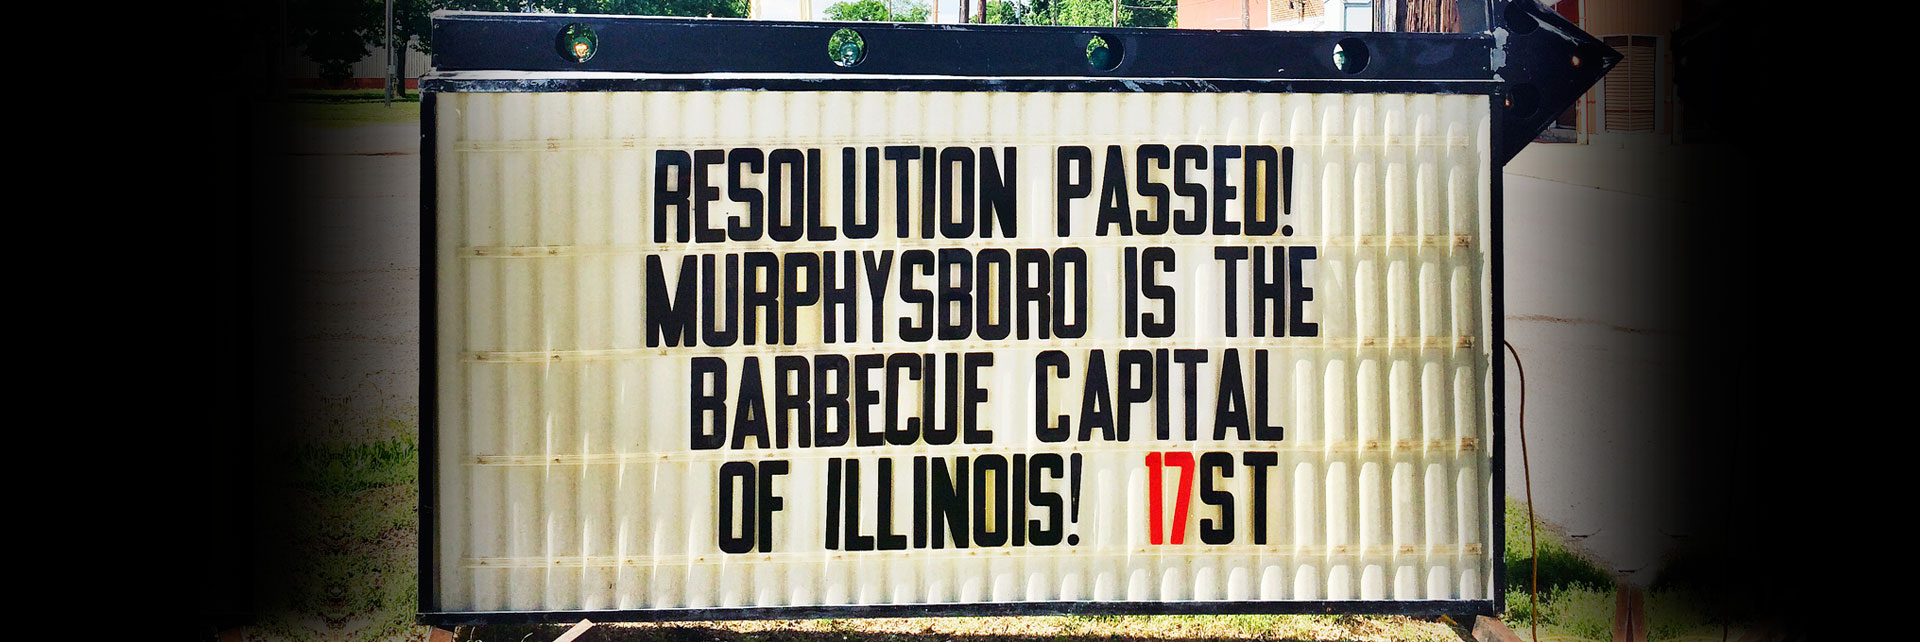 RESOLUTION PASSED!
MURPHYSBORO IS THE
BARBECUE CAPITAL
OF ILLINOIS! 17ST